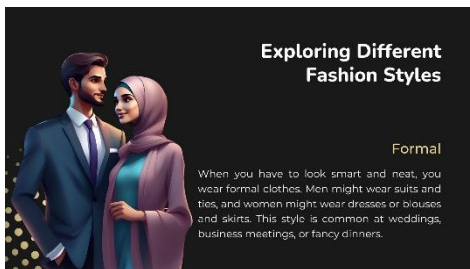 Exploring Different
Fashion Styles
Formal
When you have to look smart and neat, you
wear formal clothes. Men might wear suits and
ties, and women might wear dresses or blouses
and skirts. This style is common at weddings,
business meetings, or fancy dinners.